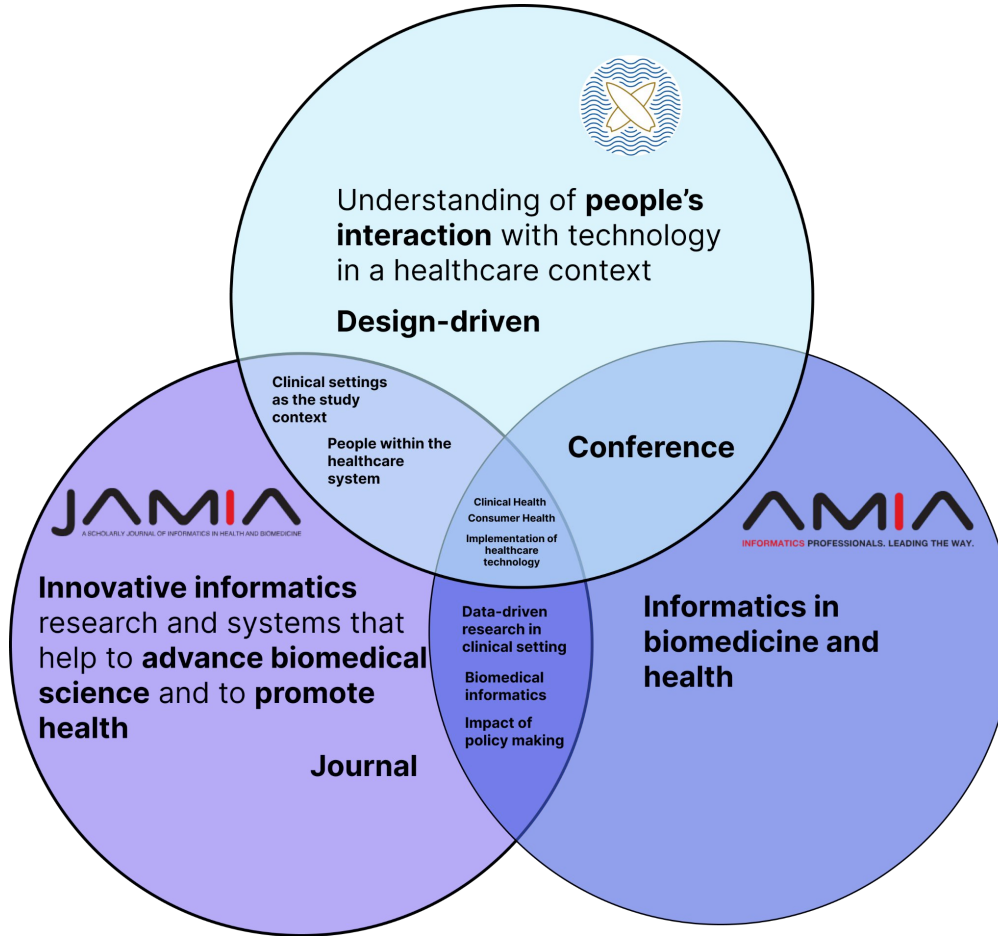 Understanding of people's
interaction with technology
in a healthcare context
Design-driven
Clinical settings
as the study
context
People within the
healthcare
system
Conference
Clinical Health
Consumer Health
Implementation of
healthcare
technology
JAMIA
A SCHOLARLY JOURNAL OF INFORMATICS IN HEALTH AND BIOMEDICINE
Innovative informatics
research and systems that
help to advance biomedical
science and to promote
health
Journal
AMIA
INFORMATICS PROFESSIONALS. LEADING THE WAY.
Informatics in
biomedicine and
health
Data-driven
research in
clinical setting
Biomedical
informatics
Impact of
policy making